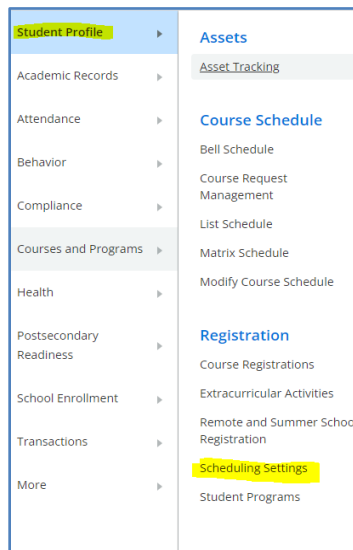 Student Profile
Academic Records
Attendance
Behavior
Compliance
Courses and Programs
Health
Postsecondary
Readiness
School Enrollment
Transactions
More
Assets
Asset Tracking
Course Schedule
Bell Schedule
Course Request
Management
List Schedule
Matrix Schedule
Modify Course Schedule
Registration
Course Registrations
Extracurricular Activities
Remote and Summer Schoo
Registration
Scheduling Settings
Student Programs